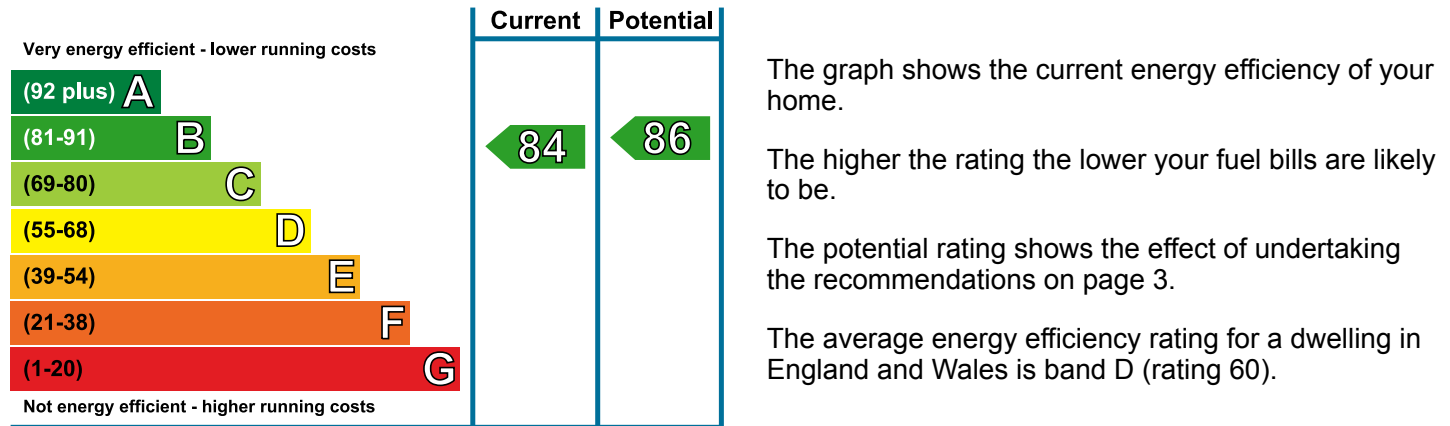 Current Potential
Very energy efficient - lower running costs
(92 plus) A
(81-91) B
84 86
(69-80) C
(55-68) D
(39-54) E
(21-38) F
(1-20) G
Not energy efficient - higher running costs
The graph shows the current energy efficiency of your
home.
The higher the rating the lower your fuel bills are likely
to be.
The potential rating shows the effect of undertaking
the recommendations on page 3.
The average energy efficiency rating for a dwelling in
England and Wales is band D (rating 60).